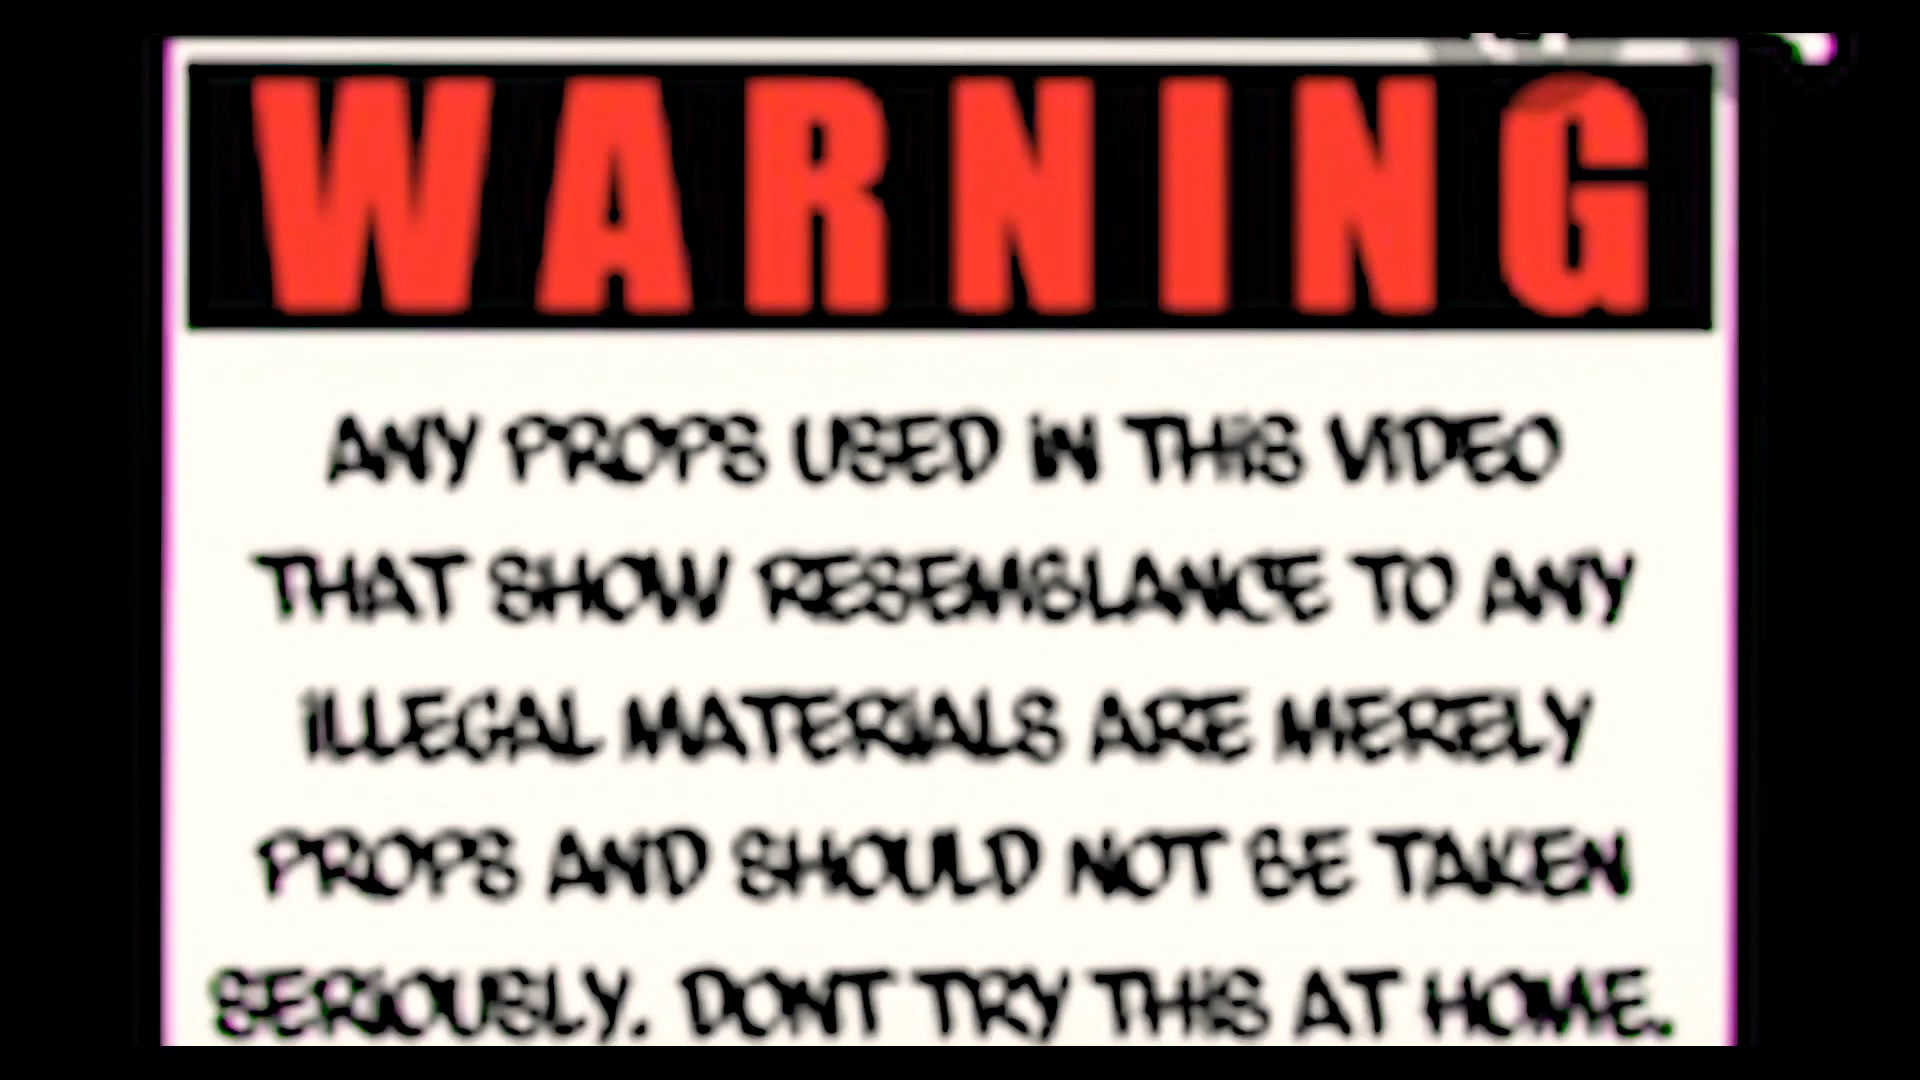 WARNING
ANY PROPS USED IN THIS VIDEO
THAT SHOW RESEMBLANCE TO ANY
ILLEGAL MATERIALS ARE MERELY
PROPS AND SHOULD NOT BE TAKEN
SERIOUSLY. DONT TRY THIS AT HOME.